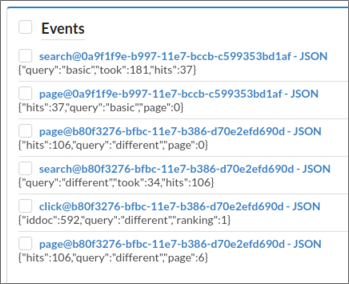 Events
search@0a9f1f9e-b997-11e7-bccb-c599353bd1af - JSON
{"query":"basic","took":181,"hits":37}
page@0a9f1f9e-b997-11e7-bccb-c599353bd1af - JSON
{"hits":37,"query":"basic","page":0}
page@b80f3276-bfbc-11e7-b386-d70e2efd690d - JSON
{"hits":106,"query":"different","page":0}
search@b80f3276-bfbc-11e7-b386-d70e2efd690d - JSON
{"query":"different","took":34,"hits":106}
click@b80f3276-bfbc-11e7-b386-d70e2efd690d - JSON
{"iddoc":592,"query":"different","ranking":1}
page@b80f3276-bfbc-11e7-b386-d70e2efd690d - JSON
{"hits":106,"query":"different","page":6}